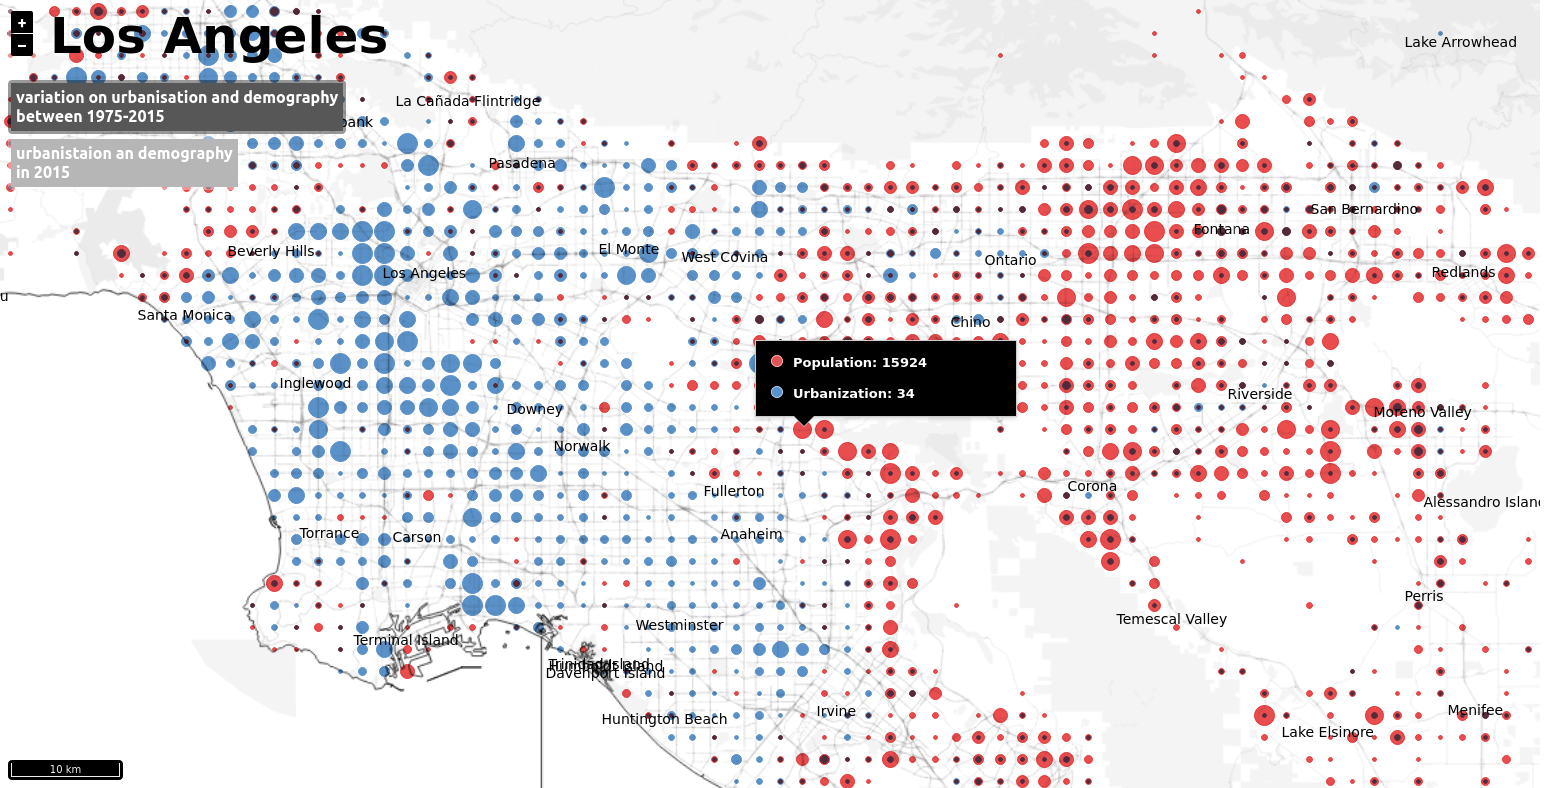 +
Los Angeles
−
Lake Arrowhead
variation on urbanisation and demography
between 1975-2015
La Cañada Flintridge
bank
urbanistaion an demography
in 2015
Pasadena
San Bernardino
Fontana
Beverly Hills
El Monte
West Covina
Ontario
Los Angeles
Redlands
u
Santa Monica
Chino
Population: 15924
Inglewood
Urbanization: 34
Riverside
Downey
Moreno Valley
Norwalk
Fullerton
Corona
Alessandro Island
Torrance
Carson
Anaheim
Perris
Temescal Valley
Westminster
Terminal Island
Trinidad Island
Davenport Island
Irvine
Huntington Beach
Menifee
Lake Elsinore
10 km